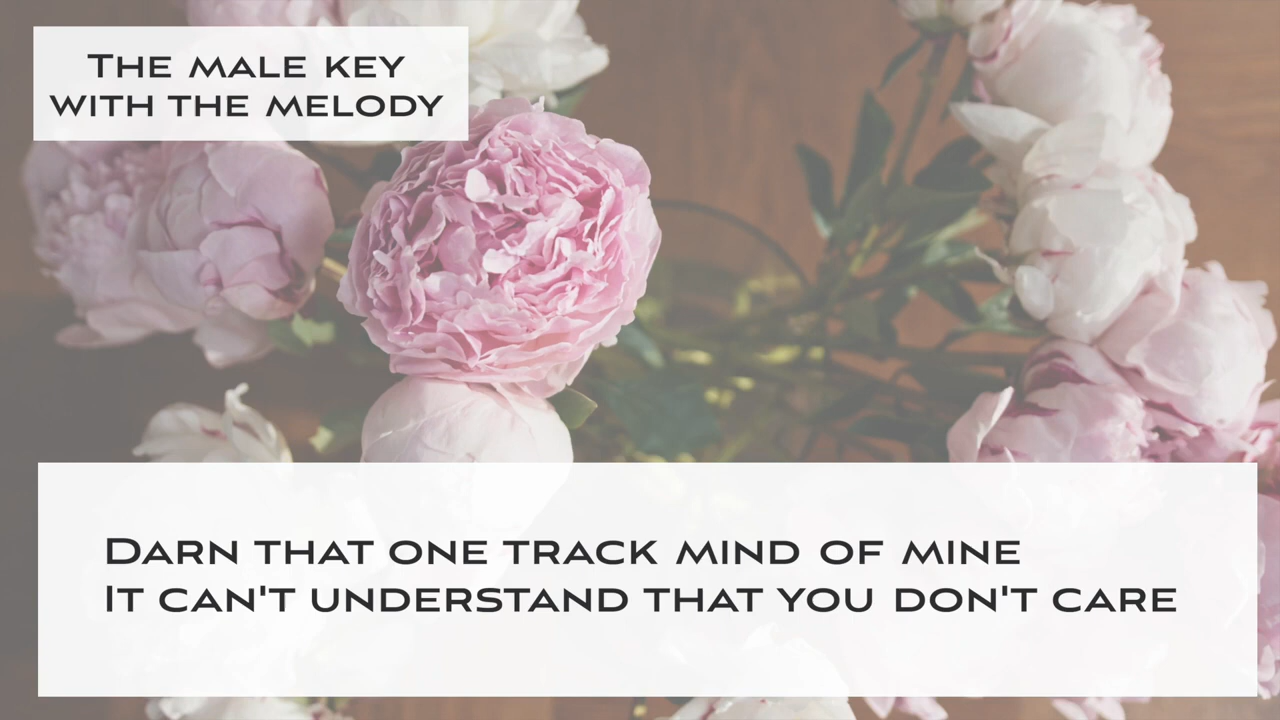 The male key
with the melody
Darn that one track mind of mine
It can't understand that you don't care